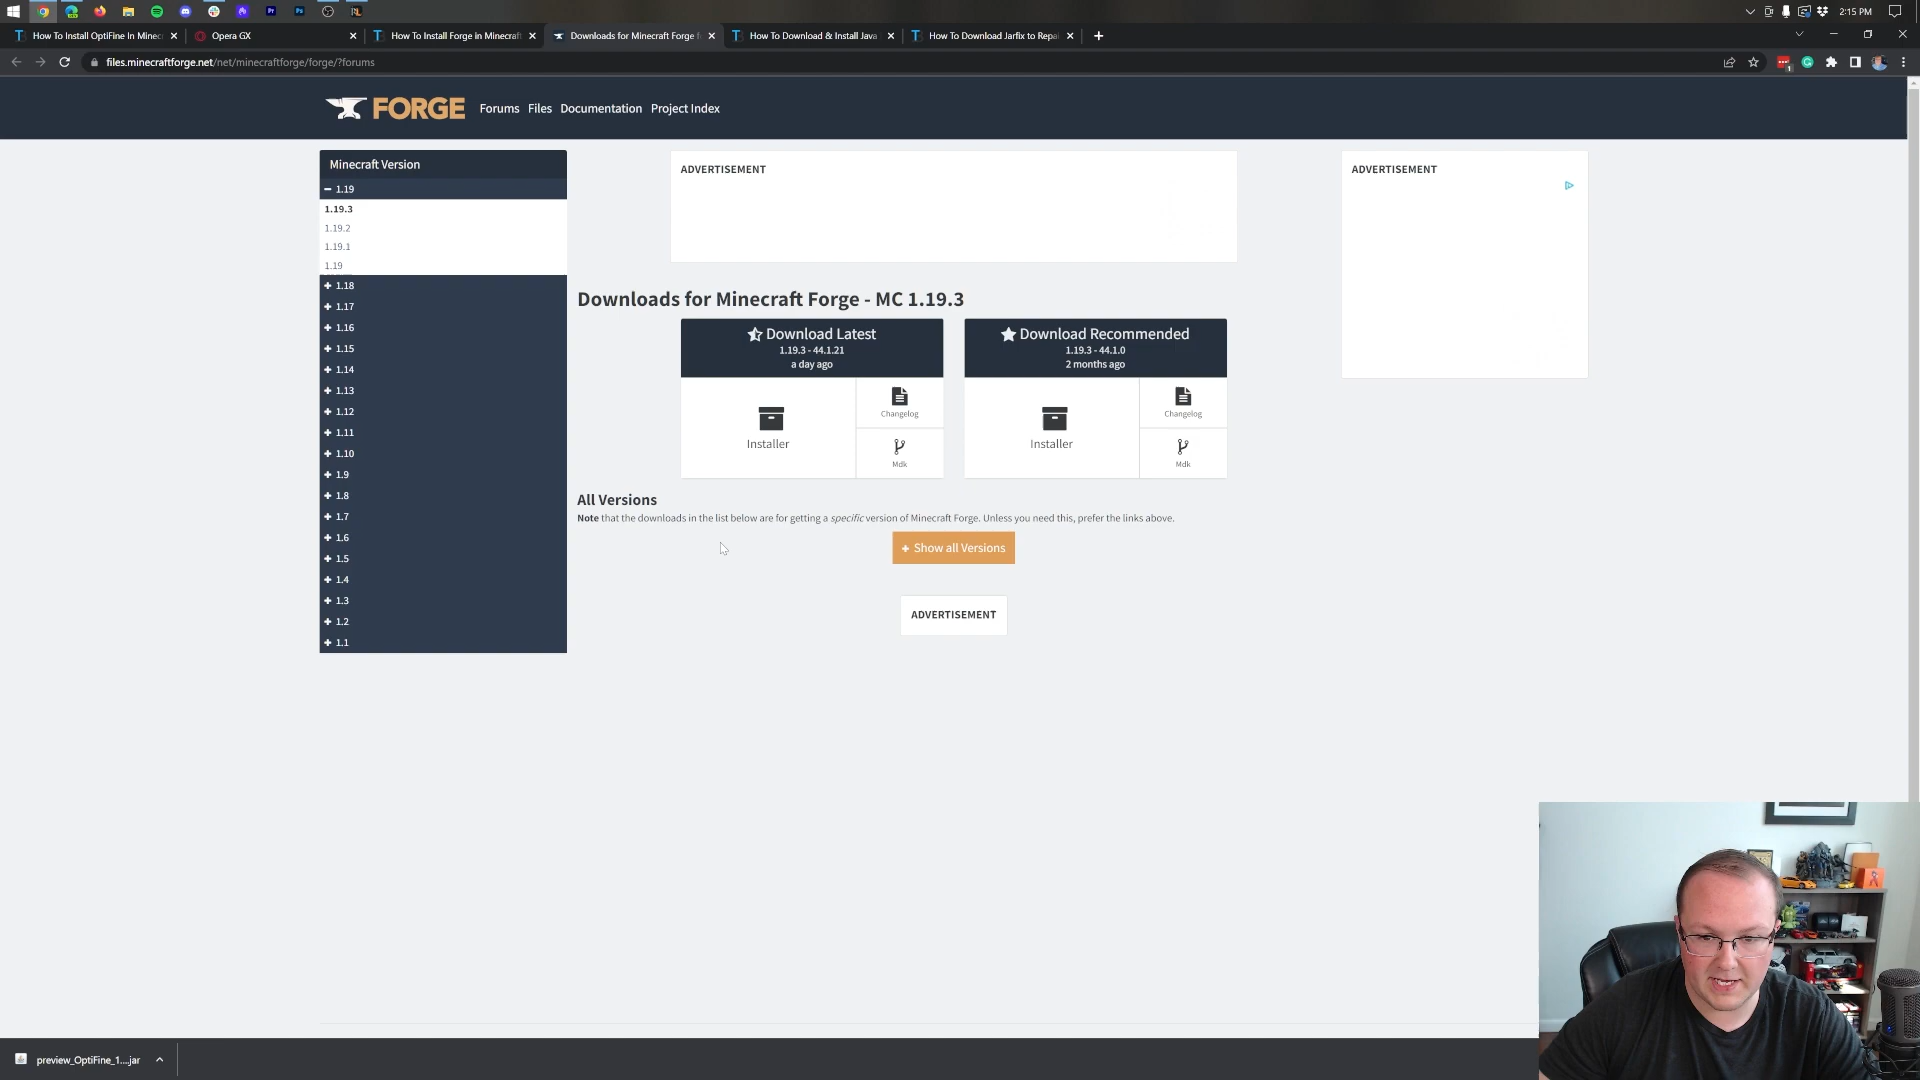 2:15 PM
How To Install OptiFine In Minec
Opera GX
How To Install Forge in Minecraft
Downloads for Minecraft Forge f
How To Download & Install Java
How To Download Jarfix to Repai
files.minecraftforge.net/net/minecraftforge/forge/?forums
FORGE
Forums Files Documentation Project Index
Minecraft Version
1.19
1.19.3
1.19.2
1.19.1
1.19
1.18
1.17
1.16
1.15
1.14
1.13
1.12
1.11
1.10
1.9
1.8
1.7
1.6
1.5
1.4
1.3
1.2
1.1
ADVERTISEMENT
ADVERTISEMENT
Downloads for Minecraft Forge - MC 1.19.3
Download Latest
1.19.3 - 44.1.21
a day ago
Installer
Changelog
Mdk
Download Recommended
1.19.3 - 44.1.0
2 months ago
Installer
Changelog
Mdk
All Versions
Note that the downloads in the list below are for getting a specific version of Minecraft Forge. Unless you need this, prefer the links above.
+ Show all Versions
ADVERTISEMENT
preview_OptiFine_1....jar